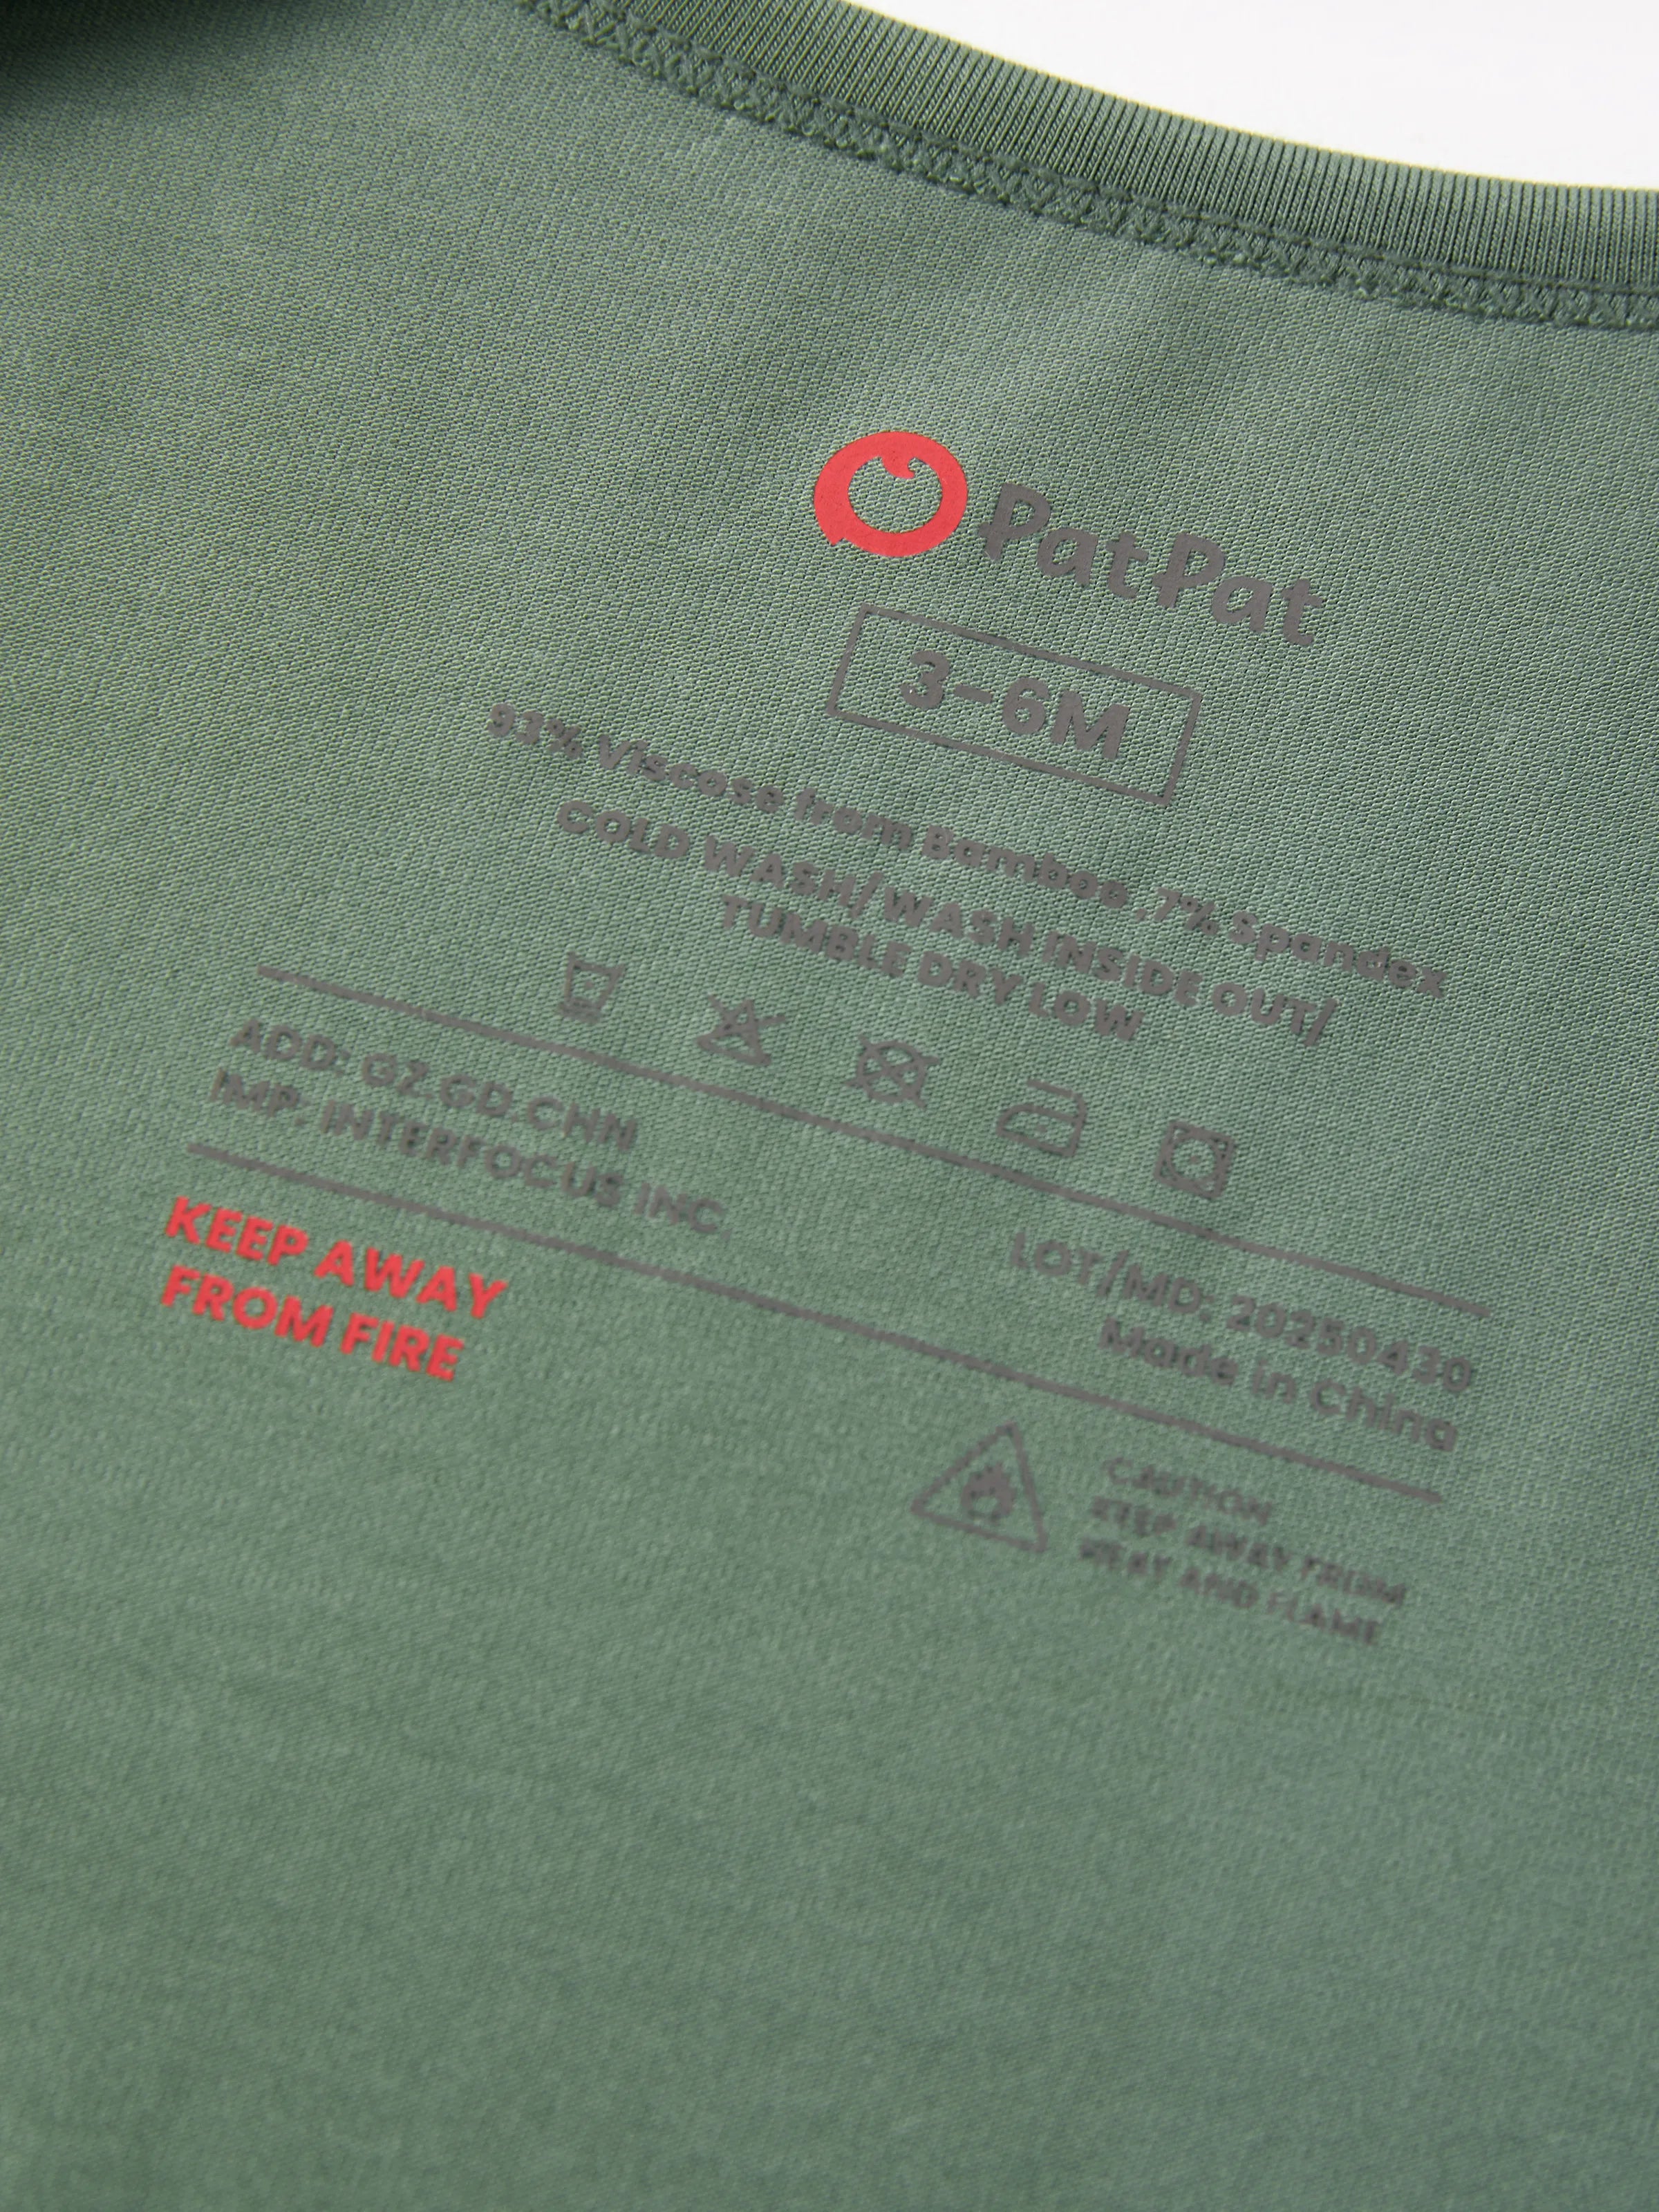 PatPat
3-6M
93% Viscose from Bamboo ,7% Spandex
COLD WASH/WASH INSIDE OUT/
TUMBLE DRY LOW
ADD: GZ.GD.CHN
IMP: INTERFOCUS INC.
LOT/MD: 20250430
Made in China
KEEP AWAY
FROM FIRE
CAUTION
KEEP AWAY FROM
HEAT AND FLAME